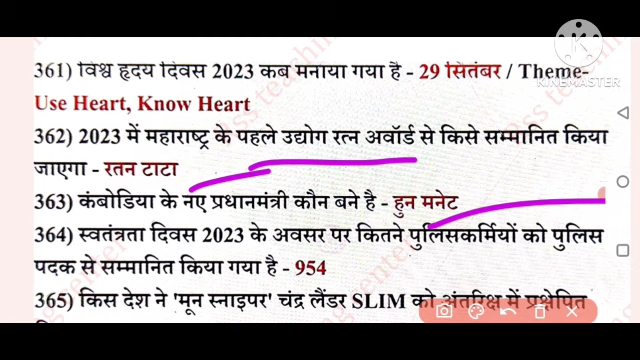 KINEMASTER
361) विश्व हृदय दिवस 2023 कब मनाया गया है - 29 सितंबर / Theme-
Use Heart, Know Heart
362) 2023 में महाराष्ट्र के पहले उद्योग रत्न अवॉर्ड से किसे सम्मानित किया
जाएगा - रतन टाटा
363) कंबोडिया के नए प्रधानमंत्री कौन बने है - हुन मनेट
364) स्वतंत्रता दिवस 2023 के अवसर पर कितने पुलिसकर्मियों को पुलिस
पदक से सम्मानित किया गया है - 954
365) किस देश ने 'मून स्नाइपर' चंद्र लैंडर SLIM को अंतरिक्ष में प्रक्षेपित